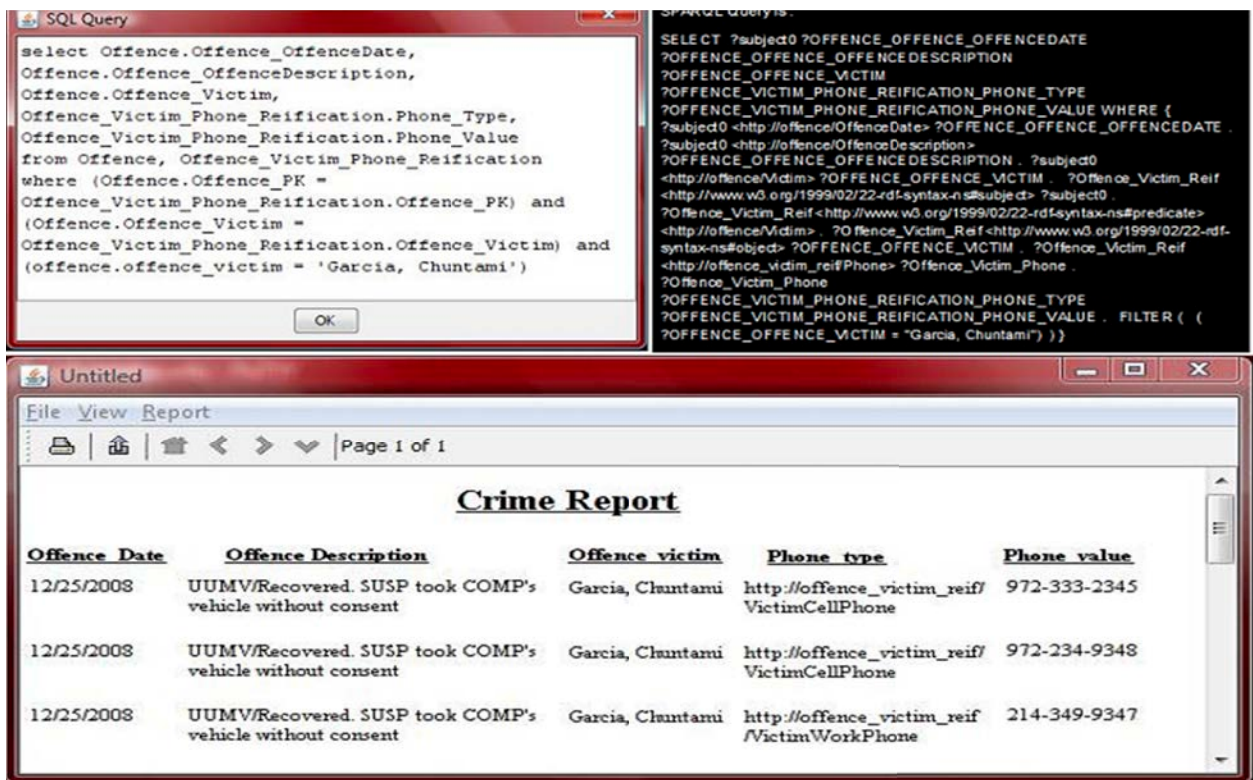 SQL Query
select Offence.Offence_OffenceDate,
Offence.Offence_OffenceDescription,
Offence.Offence_Victim,
Offence_Victim_Phone_Reification.Phone_Type,
Offence_Victim_Phone_Reification.Phone_Value
from Offence, Offence_Victim_Phone_Reification
where (Offence.Offence_PK =
Offence_Victim_Phone_Reification.Offence_PK) and
(Offence.Offence_Victim =
Offence_Victim_Phone_Reification.Offence_Victim) and
(offence.offence_victim = 'Garcia, Chuntami')
OK
SPARQL Query is :
SELECT ?subject0 ?OFFENCE_OFFENCE_OFFENCEDATE
?OFFENCE_OFFENCE_OFFENCEDESCRIPTION
?OFFENCE_OFFENCE_VICTIM
?OFFENCE_VICTIM_PHONE_REIFICATION_PHONE_TYPE
?OFFENCE_VICTIM_PHONE_REIFICATION_PHONE_VALUE WHERE {
?subject0 <http://offence/OffenceDate> ?OFFENCE_OFFENCE_OFFENCEDATE .
?subject0 <http://offence/OffenceDescription>
?OFFENCE_OFFENCE_OFFENCEDESCRIPTION . ?subject0
<http://offence/Victim> ?OFFENCE_OFFENCE_VICTIM . ?Offence_Victim_Reif
<http://www.w3.org/1999/02/22-rdf-syntax-ns#subject> ?subject0 .
?Offence_Victim_Reif <http://www.w3.org/1999/02/22-rdf-syntax-ns#predicate>
<http://offence/Victim> . ?Offence_Victim_Reif <http://www.w3.org/1999/02/22-rdf-
syntax-ns#object> ?OFFENCE_OFFENCE_VICTIM . ?Offence_Victim_Reif
<http://offence_victim_reif/Phone> ?Offence_Victim_Phone .
?Offence_Victim_Phone
?OFFENCE_VICTIM_PHONE_REIFICATION_PHONE_TYPE
?OFFENCE_VICTIM_PHONE_REIFICATION_PHONE_VALUE . FILTER ( (
?OFFENCE_OFFENCE_VICTIM = "Garcia, Chuntami") ) }
Untitled
File View Report
Page 1 of 1
Crime Report
Offence Date Offence Description Offence victim Phone type Phone value
12/25/2008 UUMV/Recovered. SUSP took COMP's Garcia, Chuntami http://offence_victim_reif/ 972-333-2345
vehicle without consent VictimCellPhone
12/25/2008 UUMV/Recovered. SUSP took COMP's Garcia, Chuntami http://offence_victim_reif/ 972-234-9348
vehicle without consent VictimCellPhone
12/25/2008 UUMV/Recovered. SUSP took COMP's Garcia, Chuntami http://offence_victim_reif 214-349-9347
vehicle without consent /VictimWorkPhone